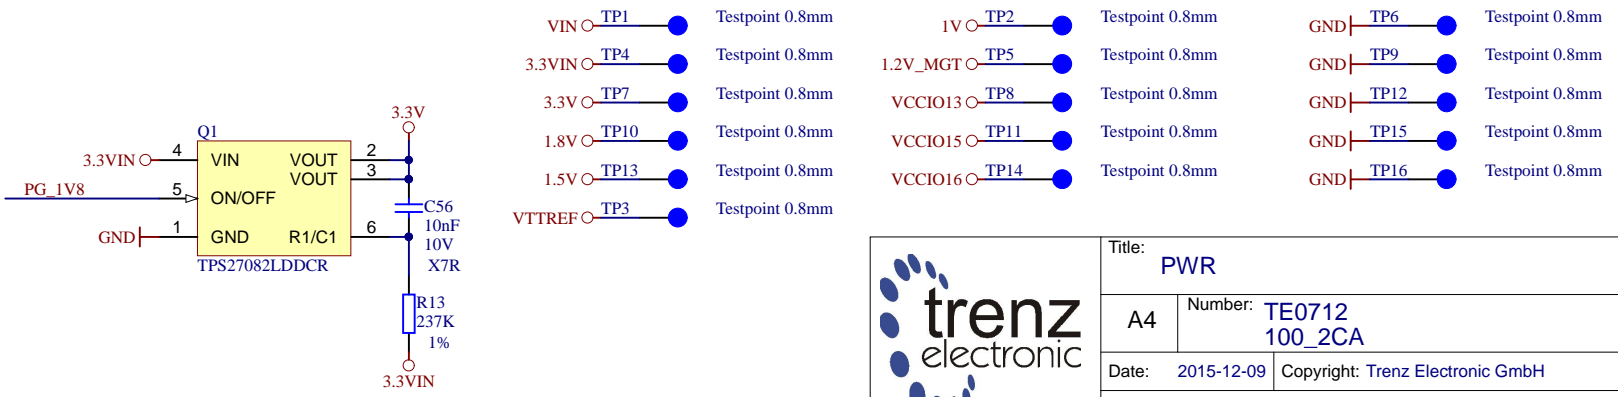 VIN TP1 Testpoint 0.8mm 1V TP2 Testpoint 0.8mm GND TP6 Testpoint 0.8mm
3.3VIN TP4 Testpoint 0.8mm 1.2V_MGT TP5 Testpoint 0.8mm GND TP9 Testpoint 0.8mm
3.3V TP7 Testpoint 0.8mm VCCIO13 TP8 Testpoint 0.8mm GND TP12 Testpoint 0.8mm
1.8V TP10 Testpoint 0.8mm VCCIO15 TP11 Testpoint 0.8mm GND TP15 Testpoint 0.8mm
1.5V TP13 Testpoint 0.8mm VCCIO16 TP14 Testpoint 0.8mm GND TP16 Testpoint 0.8mm
VTTREF TP3 Testpoint 0.8mm
3.3V
Q1
3.3VIN 4 VIN VOUT 2
VOUT 3
PG_1V8 5 ON/OFF
GND 1 GND R1/C1 6
TPS27082LDDCR
C56
10nF
10V
X7R
R13
237K
1%
3.3VIN
trenz
electronic
Title:
PWR
A4
Number: TE0712
100_2CA
Date: 2015-12-09 Copyright: Trenz Electronic GmbH